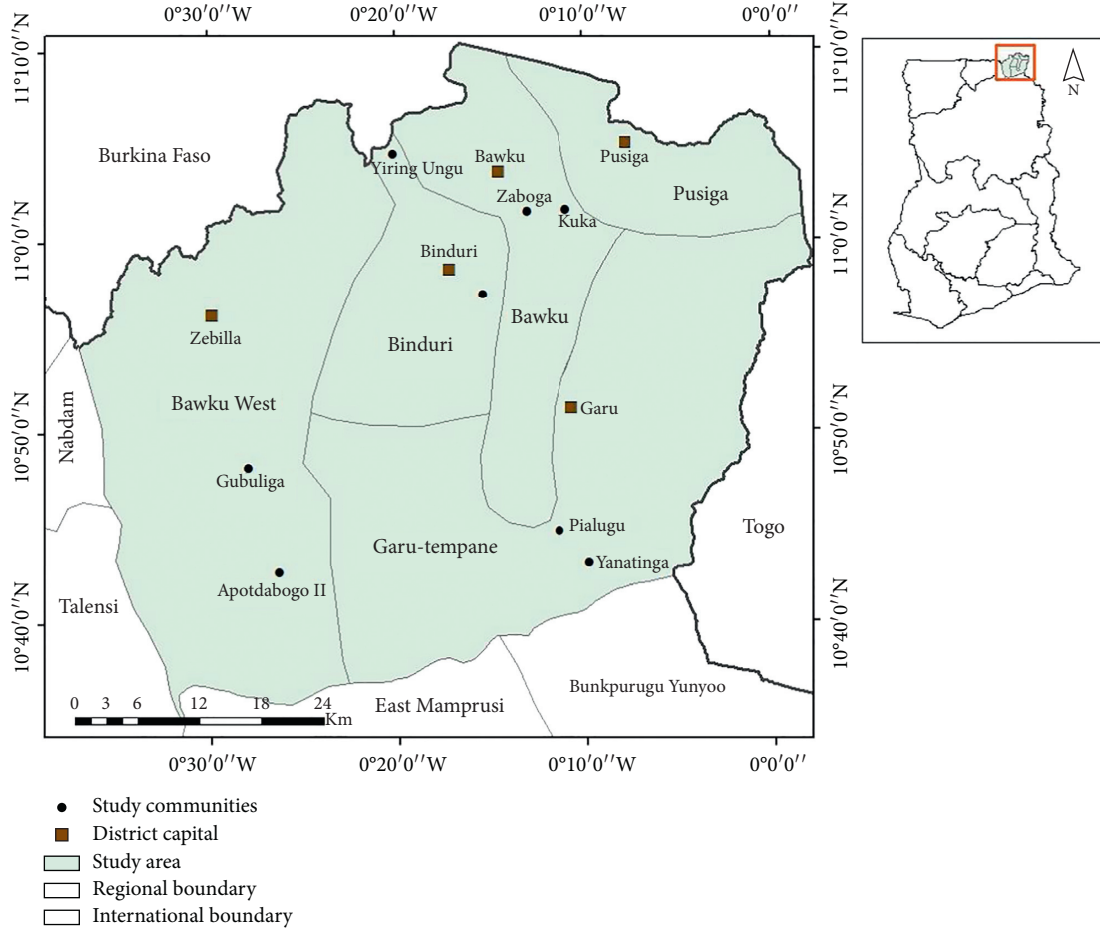 0°30′0′′W 0°20′0′′W 0°10′0′′W 0°0′0′′
11°10′0′′N
11°10′0′′N
N
Burkina Faso
Yiring Ungu
Bawku
Pusiga
Pusiga
Zaboga
Kuka
11°0′0′′N
11°0′0′′N
Binduri
Bawku
Zebilla
Binduri
Bawku West
Garu
Nabdam
10°50′0′′N
10°50′0′′N
Gubuliga
Pialugu
Togo
Garu-tempane
Yanatinga
Apotdabogo II
Talensi
10°40′0′′N
10°40′0′′N
Bunkpurugu Yunyoo
East Mamprusi
0 3 6 12 18 24
Km
0°30′0′′W 0°20′0′′W 0°10′0′′W 0°0′0′′
Study communities
District capital
Study area
Regional boundary
International boundary